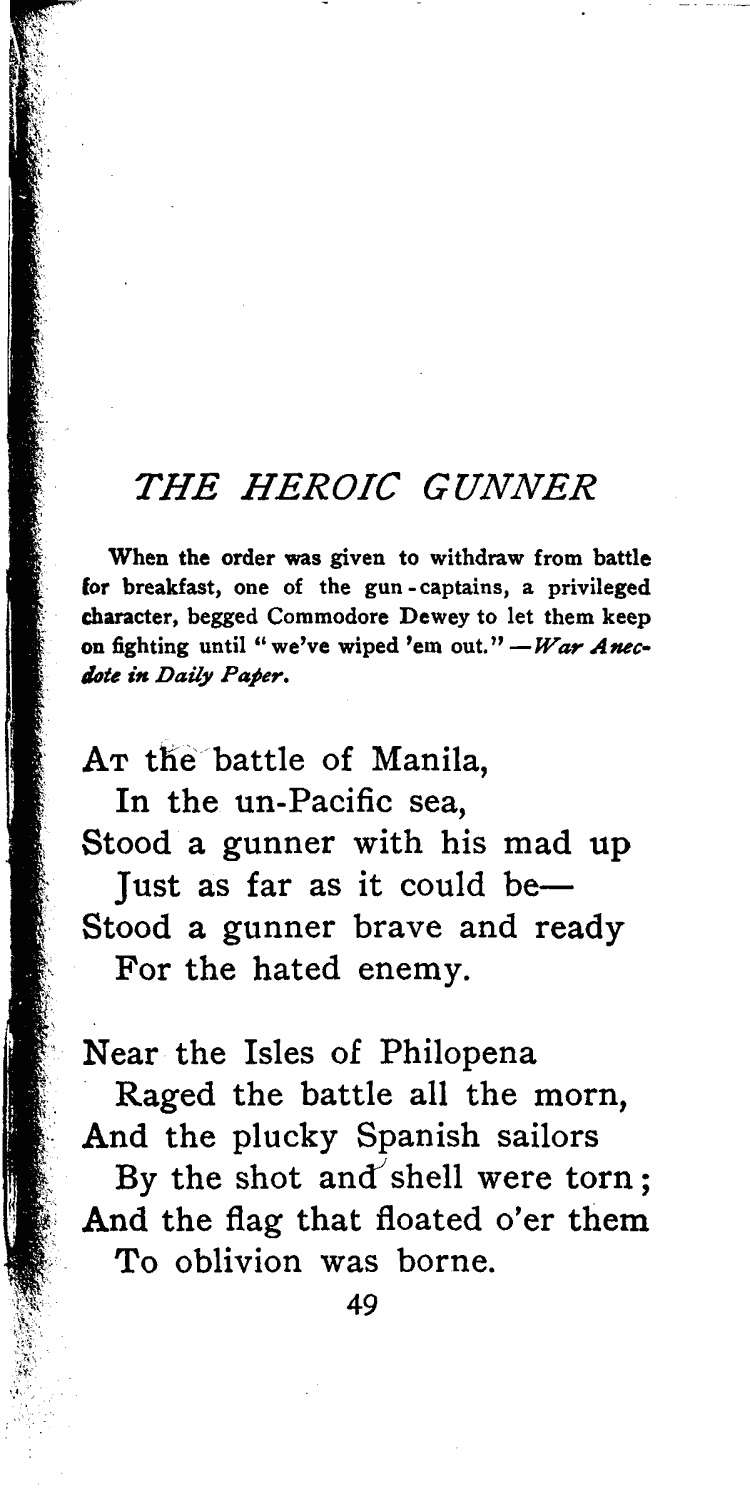 THE HEROIC GUNNER
When the order was given to withdraw from battle
for breakfast, one of the gun-captains, a privileged
character, begged Commodore Dewey to let them keep
on fighting until “we’ve wiped ’em out.” —War Anec-
dote in Daily Paper.
AT the battle of Manila,
In the un-Pacific sea,
Stood a gunner with his mad up
Just as far as it could be—
Stood a gunner brave and ready
For the hated enemy.
Near the Isles of Philopena
Raged the battle all the morn,
And the plucky Spanish sailors
By the shot and shell were torn;
And the flag that floated o’er them
To oblivion was borne.
49